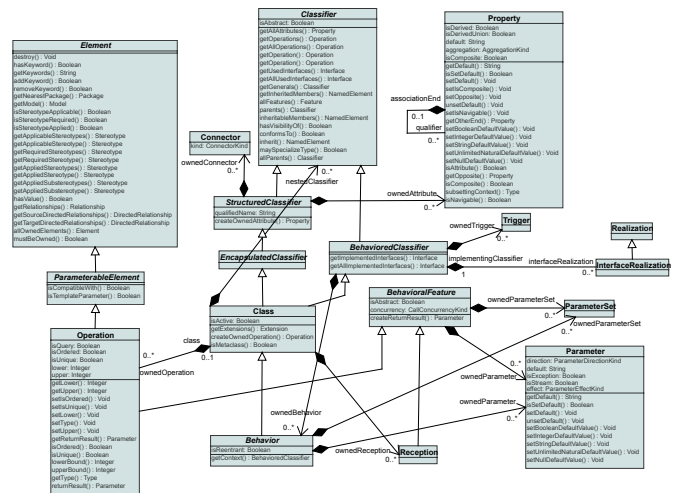 Element
destroy() : Void
hasKeyword() : Boolean
getKeywords() : String
addKeyword() : Boolean
removeKeyword() : Boolean
getNearestPackage() : Package
getModel() : Model
isStereotypeApplicable() : Boolean
isStereotypeRequired() : Boolean
isStereotypeApplied() : Boolean
getApplicableStereotypes() : Stereotype
getApplicableStereotype() : Stereotype
getRequiredStereotypes() : Stereotype
getRequiredStereotype() : Stereotype
getAppliedStereotypes() : Stereotype
getAppliedStereotype() : Stereotype
getAppliedSubstereotypes() : Stereotype
getAppliedSubstereotype() : Stereotype
hasValue() : Boolean
getRelationships() : Relationship
getSourceDirectedRelationships() : DirectedRelationship
getTargetDirectedRelationships() : DirectedRelationship
allOwnedElements() : Element
mustBeOwned() : Boolean
ParameterableElement
isCompatibleWith() : Boolean
isTemplateParameter() : Boolean
Operation
isQuery: Boolean
isOrdered: Boolean
isUnique: Boolean
lower: Integer
upper: Integer
getLower() : Integer
getUpper() : Integer
setIsOrdered() : Void
setIsUnique() : Void
setLower() : Void
setType() : Void
setUpper() : Void
getReturnResult() : Parameter
isOrdered() : Boolean
isUnique() : Boolean
lowerBound() : Integer
upperBound() : Integer
getType() : Type
returnResult() : Parameter
Connector
kind: ConnectorKind
ownedConnector
0..*
Classifier
isAbstract: Boolean
getAllAttributes() : Property
getOperations() : Operation
getAllOperations() : Operation
getOperation() : Operation
getOperation() : Operation
getUsedInterfaces() : Interface
getAllUsedInterfaces() : Interface
getGenerals() : Classifier
getInheritedMembers() : NamedElement
allFeatures() : Feature
parents() : Classifier
inheritableMembers() : NamedElement
hasVisibilityOf() : Boolean
conformsTo() : Boolean
inherit() : NamedElement
maySpecializeType() : Boolean
allParents() : Classifier
nestedClassifier
0..*
StructuredClassifier
qualifiedName: String
createOwnedAttribute() : Property
EncapsulatedClassifier
Class
isActive: Boolean
getExtensions() : Extension
createOwnedOperation() : Operation
isMetaclass() : Boolean
class
0..1
0..*
ownedOperation
Property
isDerived: Boolean
isDerivedUnion: Boolean
default: String
aggregation: AggregationKind
isComposite: Boolean
getDefault() : String
isSetDefault() : Boolean
setDefault() : Void
setIsComposite() : Void
setOpposite() : Void
unsetDefault() : Void
setIsNavigable() : Void
getOtherEnd() : Property
setBooleanDefaultValue() : Void
setIntegerDefaultValue() : Void
setStringDefaultValue() : Void
setUnlimitedNaturalDefaultValue() : Void
setNullDefaultValue() : Void
isAttribute() : Boolean
getOpposite() : Property
isComposite() : Boolean
subsettingContext() : Type
isNavigable() : Boolean
associationEnd
0..1
qualifier
0..*
ownedAttribute
0..*
BehavioredClassifier
getImplementedInterfaces() : Interface
getAllImplementedInterfaces() : Interface
ownedTrigger
0..*
Trigger
implementingClassifier
1
interfaceRealization
0..*
Realization
InterfaceRealization
BehavioralFeature
isAbstract: Boolean
concurrency: CallConcurrencyKind
createReturnResult() : Parameter
ownedParameterSet
0..*
ParameterSet
ownedParameterSet
0..*
Parameter
direction: ParameterDirectionKind
default: String
isException: Boolean
isStream: Boolean
effect: ParameterEffectKind
getDefault() : String
isSetDefault() : Boolean
setDefault() : Void
unsetDefault() : Void
setBooleanDefaultValue() : Void
setIntegerDefaultValue() : Void
setStringDefaultValue() : Void
setUnlimitedNaturalDefaultValue() : Void
setNullDefaultValue() : Void
ownedParameter
0..*
ownedParameter
0..*
ownedBehavior
0..*
Behavior
isReentrant: Boolean
getContext() : BehavioredClassifier
ownedReception
0..*
Reception